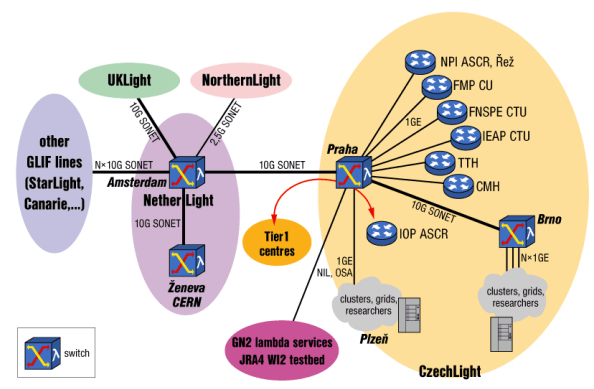 UKLight
NorthernLight
other
GLIF lines
(StarLight,
Canarie,...)
N×10G SONET
10G SONET
2,5G SONET
Amsterdam
NetherLight
λ
10G SONET
λ
Ženeva
CERN
10G SONET
Praha
λ
NPI ASCR, Řež
FMP CU
1GE
FNSPE CTU
IEAP CTU
TTH
CMH
10G SONET
IOP ASCR
Brno
λ
N×1GE
clusters, grids,
researchers
Tier1
centres
1GE
NIL, OSA
clusters, grids,
researchers
Plzeň
GN2 lambda services
JRA4 WI2 testbed
CzechLight
λ
switch